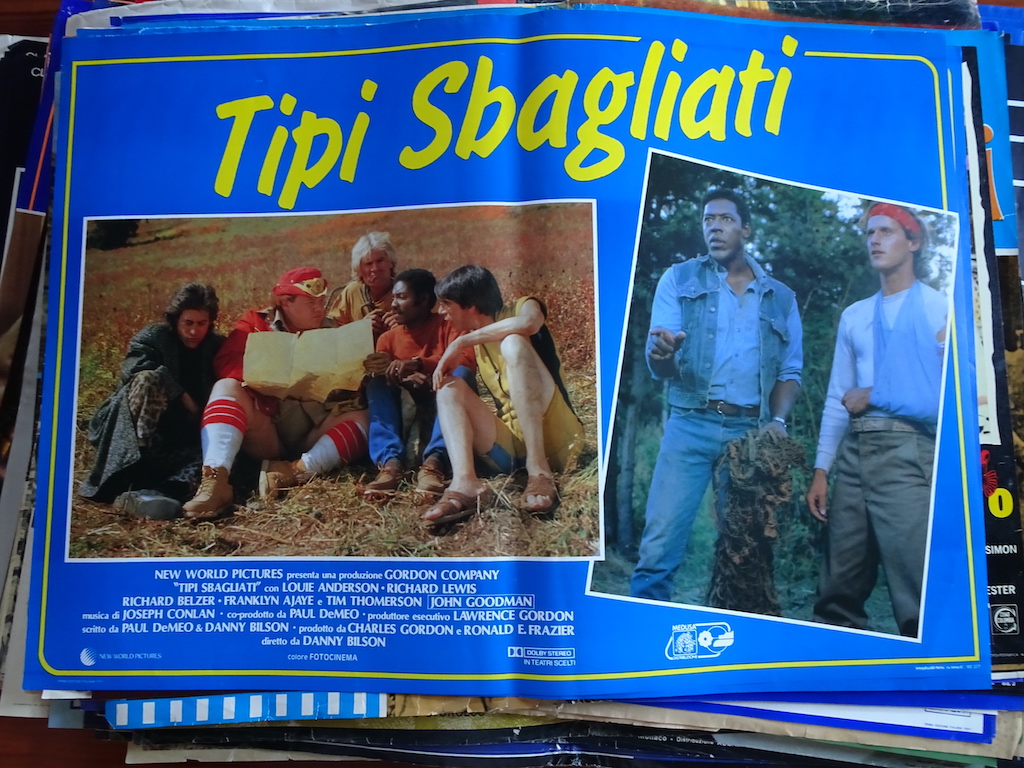 Tipi Sbagliati
NEW WORLD PICTURES presenta una produzione GORDON COMPANY
"TIPI SBAGLIATI" con LOUIE ANDERSON • RICHARD LEWIS
RICHARD BELZER • FRANKLYN AJAYE e TIM THOMERSON JOHN GOODMAN
musica di JOSEPH CONLAN • co-prodotto da PAUL DeMEO • produttore esecutivo LAWRENCE GORDON
scritto da PAUL DeMEO & DANNY BILSON • prodotto da CHARLES GORDON e RONALD E. FRAZIER
diretto da DANNY BILSON
NEW WORLD PICTURES
colore FOTOCINEMA
DOLBY STEREO
IN TEATRI SCELTI
MEDUSA
DISTRIBUZIONE
SIMON